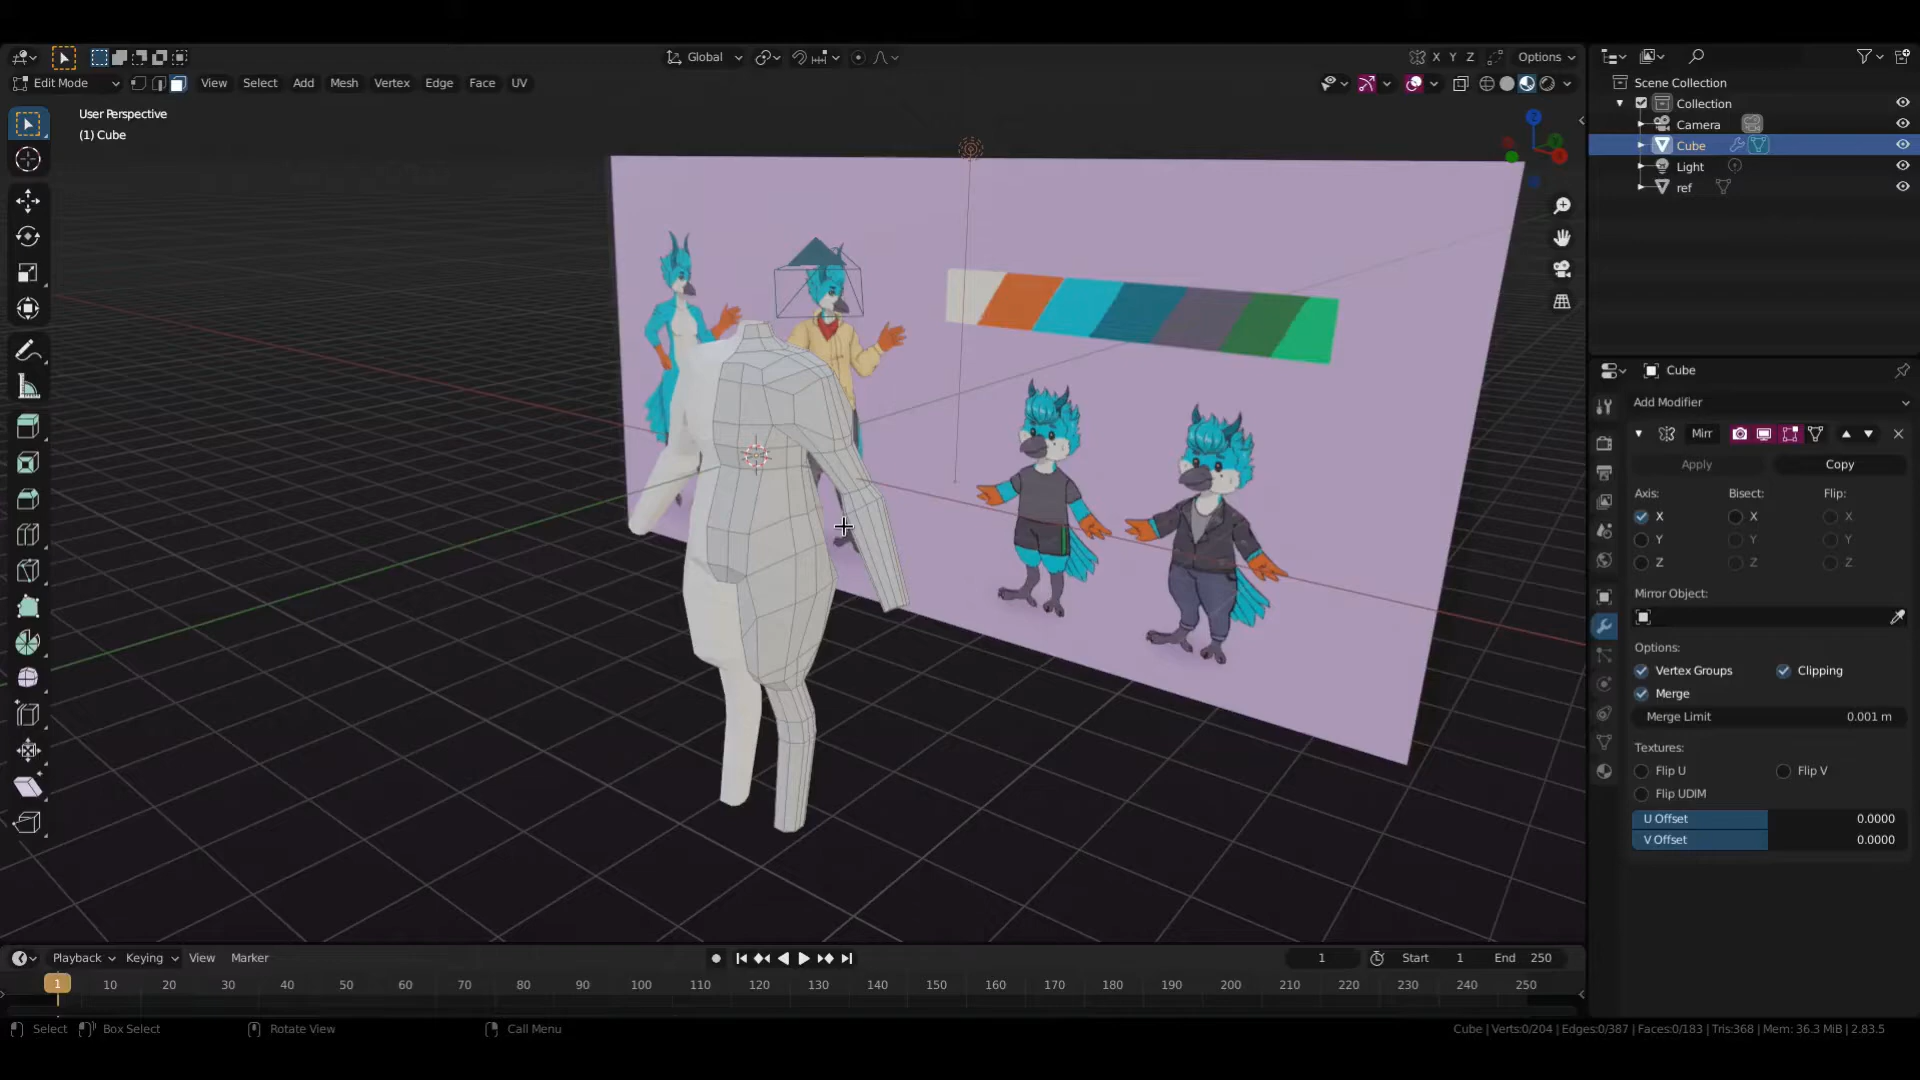 Global
X Y Z
Options
Edit Mode
View Select Add Mesh Vertex Edge Face UV
User Perspective
(1) Cube
Z
Scene Collection
Collection
Camera
Cube
Light
ref
Cube
Add Modifier
Mirr
Apply
Copy
Axis: Bisect: Flip:
X X X
Y Y Y
Z Z Z
Mirror Object:
Options:
Vertex Groups
Clipping
Merge
Merge Limit 0.001 m
Textures:
Flip U
Flip V
Flip UDIM
U Offset 0.0000
V Offset 0.0000
Playback Keying View Marker
1
Start 1
End 250
1 10 20 30 40 50 60 70 80 90 100 110 120 130 140 150 160 170 180 190 200 210 220 230 240 250
Select Box Select Rotate View Call Menu
Cube | Verts:0/204 | Edges:0/387 | Faces:0/183 | Tris:368 | Mem: 36.3 MiB | 2.83.5